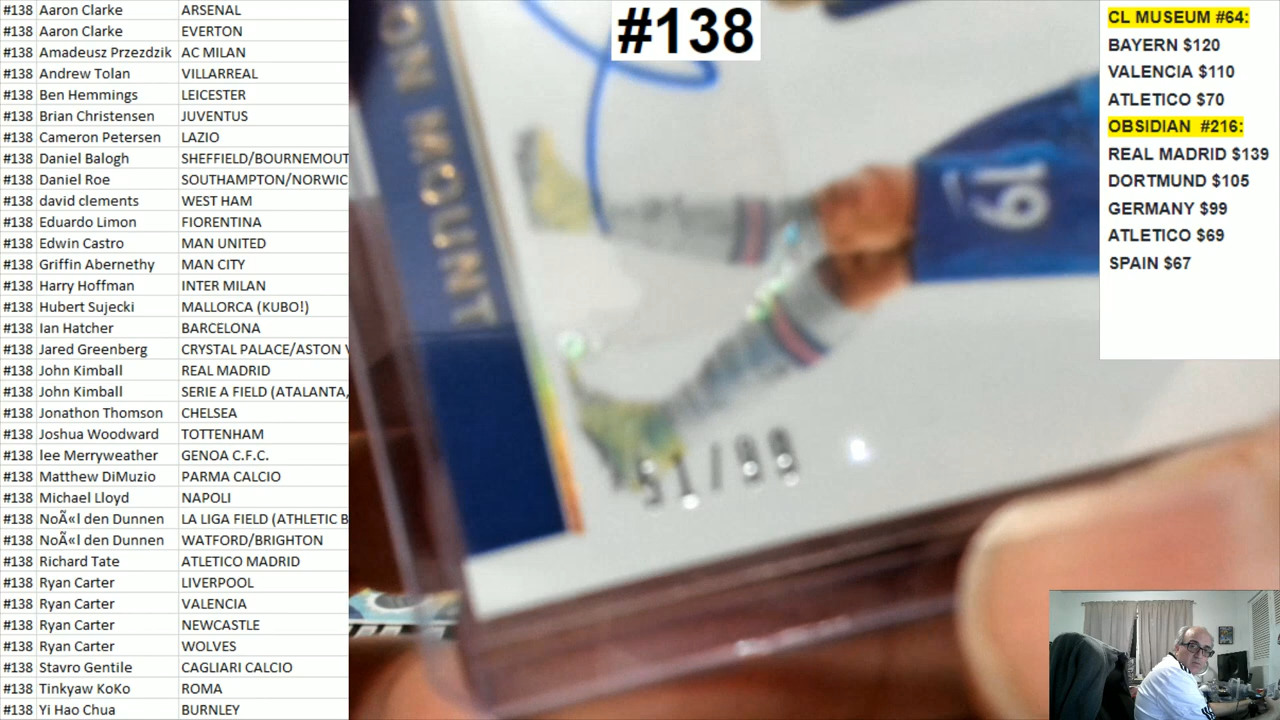 #138 Aaron Clarke ARSENAL
#138 Aaron Clarke EVERTON
#138 Amadeusz Przedzdik AC MILAN
#138 Andrew Tolan VILLARREAL
#138 Ben Hemmings LEICESTER
#138 Brian Christensen JUVENTUS
#138 Cameron Petersen LAZIO
#138 Daniel Balogh SHEFFIELD/BOURNEMOUT
#138 Daniel Roe SOUTHAMPTON/NORWIC
#138 david clements WEST HAM
#138 Eduardo Limon FIORENTINA
#138 Edwin Castro MAN UNITED
#138 Griffin Abernethy MAN CITY
#138 Harry Hoffman INTER MILAN
#138 Hubert Sujecki MALLORCA (KUBO!)
#138 Ian Hatcher BARCELONA
#138 Jared Greenberg CRYSTAL PALACE/ASTON V
#138 John Kimball REAL MADRID
#138 John Kimball SERIE A FIELD (ATALANTA,
#138 Jonathon Thomson CHELSEA
#138 Joshua Woodward TOTTENHAM
#138 lee Merryweather GENOA C.F.C.
#138 Matthew DiMuzio PARMA CALCIO
#138 Michael Lloyd NAPOLI
#138 NoÃ«l den Dunnen LA LIGA FIELD (ATHLETIC B
#138 NoÃ«l den Dunnen WATFORD/BRIGHTON
#138 Richard Tate ATLETICO MADRID
#138 Ryan Carter LIVERPOOL
#138 Ryan Carter VALENCIA
#138 Ryan Carter NEWCASTLE
#138 Ryan Carter WOLVES
#138 Stavro Gentile CAGLIARI CALCIO
#138 Tinkyaw KoKo ROMA
#138 Yi Hao Chua BURNLEY
#138
ON MOUNT
19
51/99
CL MUSEUM #64:
BAYERN $120
VALENCIA $110
ATLETICO $70
OBSIDIAN #216:
REAL MADRID $139
DORTMUND $105
GERMANY $99
ATLETICO $69
SPAIN $67